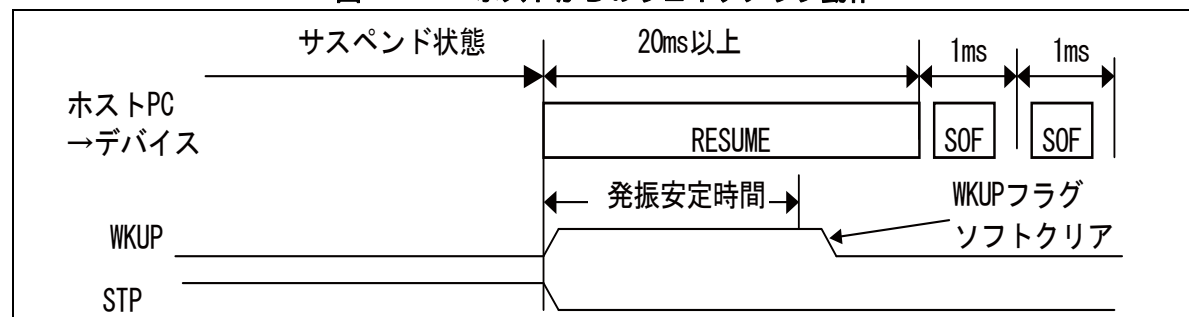 サスペンド状態
20ms以上
1ms
1ms
ホストPC
→デバイス
RESUME
SOF
SOF
発振安定時間
WKUPフラグ
ソフトクリア
WKUP
STP